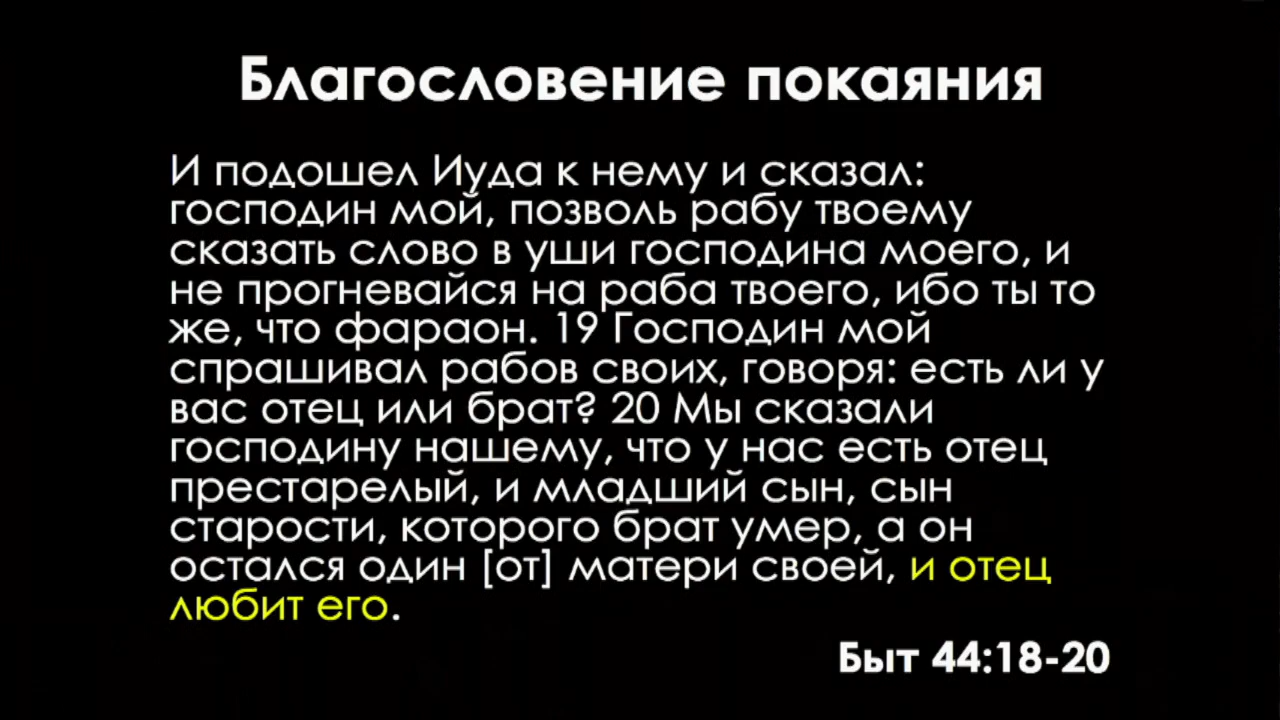 Благословение покаяния
И подошел Иуда к нему и сказал:
господин мой, позволь рабу твоему
сказать слово в уши господина моего, и
не прогневайся на раба твоего, ибо ты то
же, что фараон. 19 Господин мой
спрашивал рабов своих, говоря: есть ли у
вас отец или брат? 20 Мы сказали
господину нашему, что у нас есть отец
престарелый, и младший сын, сын
старости, которого брат умер, а он
остался один [от] матери своей, и отец
любит его.
Быт 44:18-20